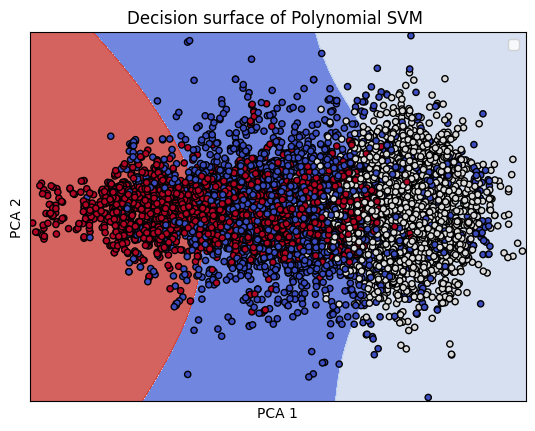 Decision surface of Polynomial SVM
PCA 2
PCA 1